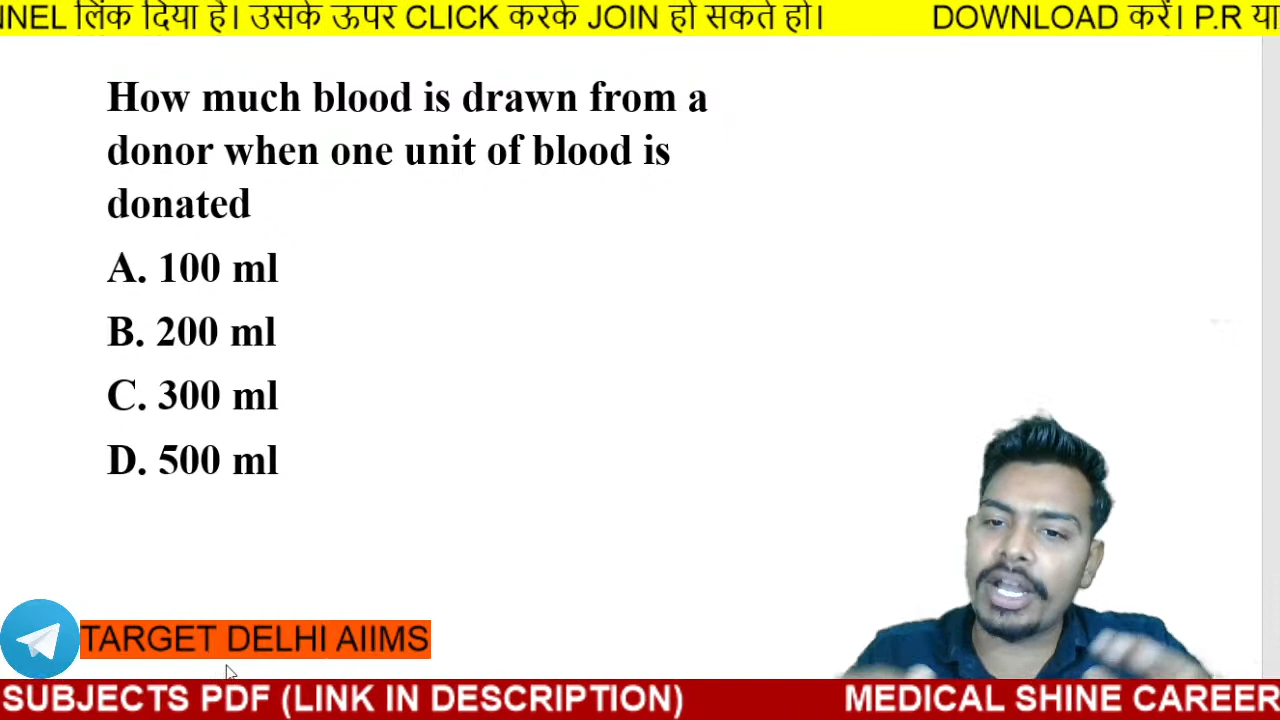 NNEL लिंक दिया है। उसके ऊपर CLICK करके JOIN हो सकते हो। DOWNLOAD करें। P.R या
How much blood is drawn from a
donor when one unit of blood is
donated
A. 100 ml
B. 200 ml
C. 300 ml
D. 500 ml
TARGET DELHI AIIMS
SUBJECTS PDF (LINK IN DESCRIPTION) MEDICAL SHINE CAREER